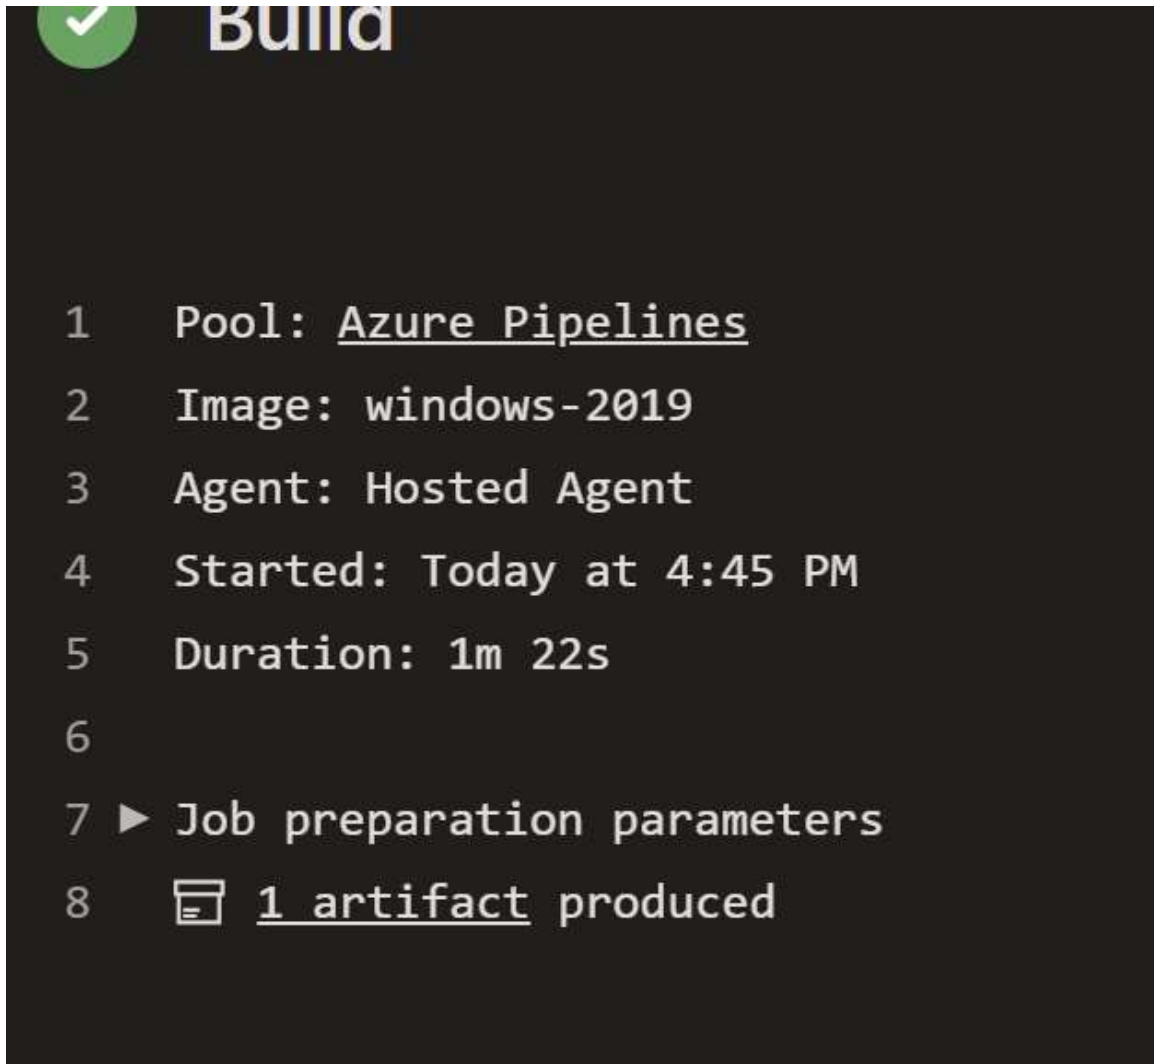 Build
1 Pool: Azure Pipelines
2 Image: windows-2019
3 Agent: Hosted Agent
4 Started: Today at 4:45 PM
5 Duration: 1m 22s
6
7 Job preparation parameters
8 1 artifact produced